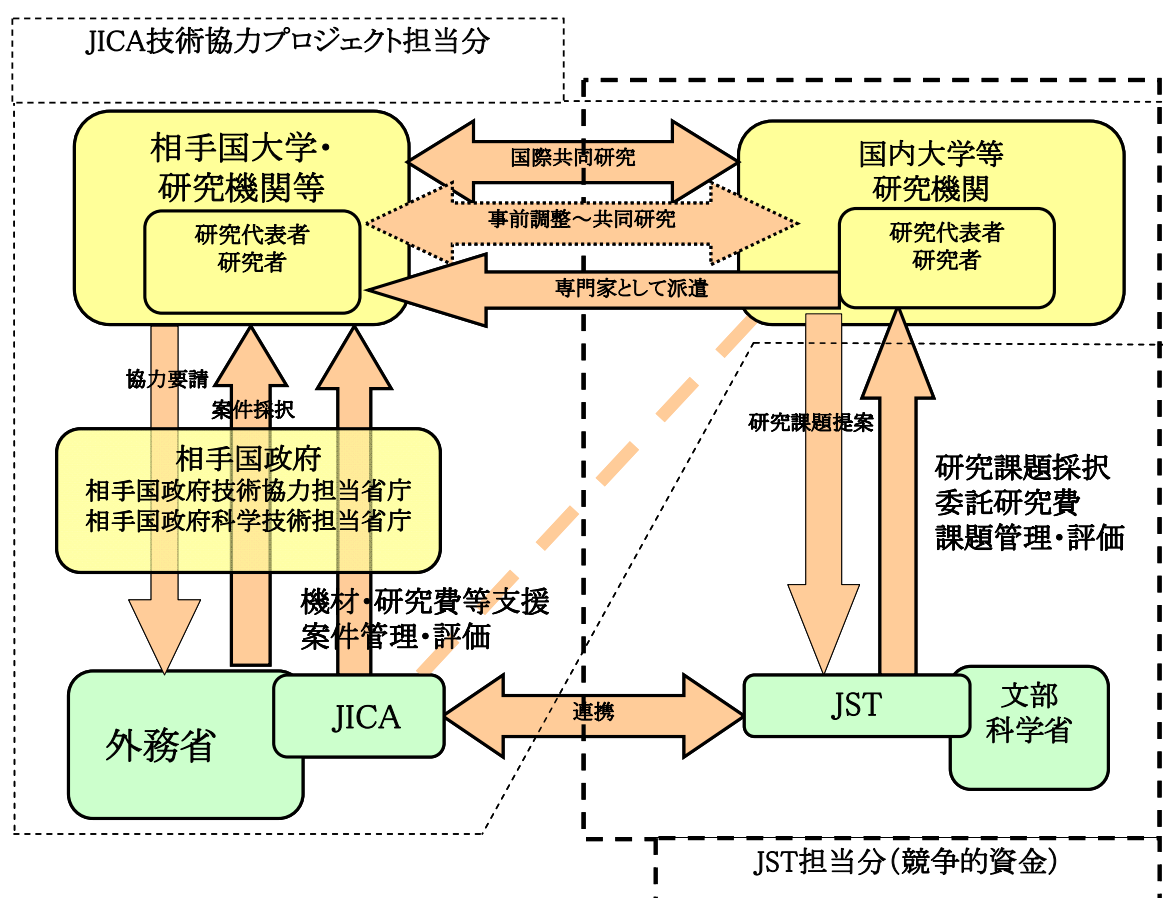 JICA技術協力プロジェクト担当分
相手国大学・
研究機関等
研究代表者
研究者
国際共同研究
事前調整～共同研究
専門家として派遣
国内大学等
研究機関
研究代表者
研究者
協力要請
案件採択
研究課題提案
相手国政府
相手国政府技術協力担当省庁
相手国政府科学技術担当省庁
研究課題採択
委託研究費
課題管理・評価
機材・研究費等支援
案件管理・評価
外務省
JICA
連携
JST
文部
科学省
JST担当分（競争的資金）